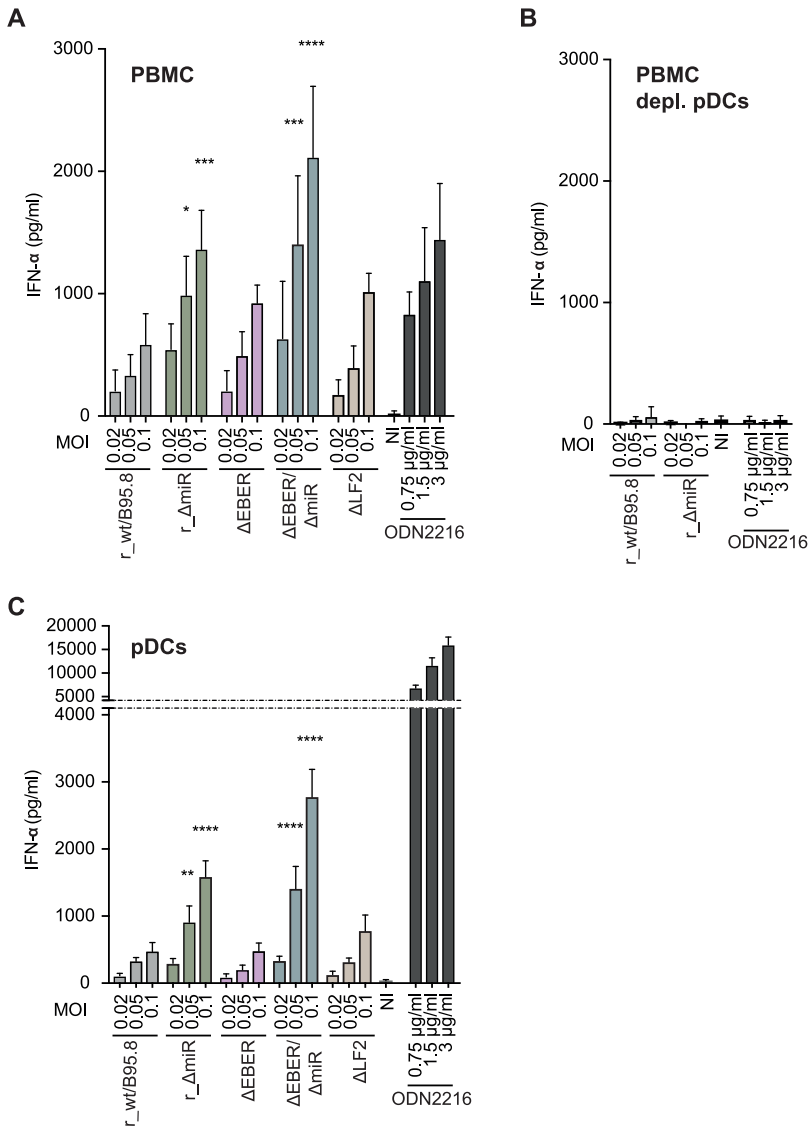 A
PBMC
IFN-α (pg/ml)
3000
2000
1000
0
* *** *** ****
MOI
0.02 0.05 0.1 0.02 0.05 0.1 0.02 0.05 0.1 0.02 0.05 0.1 0.02 0.05 0.1 NI 0.75 µg/ml 1.5 µg/ml 3 µg/ml
r_wt/B95.8 r_ΔmiR ΔEBER ΔEBER/ ΔmiR ΔLF2 ODN2216
B
PBMC
depl. pDCs
IFN-α (pg/ml)
3000
2000
1000
0
MOI
0.02 0.05 0.1 0.02 0.05 0.1 NI 0.75 µg/ml 1.5 µg/ml 3 µg/ml
r_wt/B95.8 r_ΔmiR ODN2216
C
pDCs
IFN-α (pg/ml)
20000
15000
10000
5000
4000
3000
2000
1000
0
** **** **** ****
MOI
0.02 0.05 0.1 0.02 0.05 0.1 0.02 0.05 0.1 0.02 0.05 0.1 0.02 0.05 0.1 NI 0.75 µg/ml 1.5 µg/ml 3 µg/ml
r_wt/B95.8 r_ΔmiR ΔEBER ΔEBER/ ΔmiR ΔLF2 ODN2216